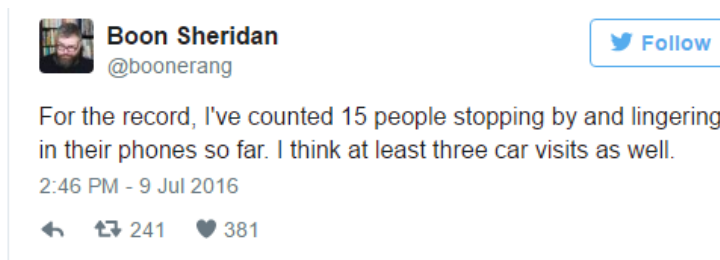 Boon Sheridan
@boonerang
Follow
For the record, I've counted 15 people stopping by and lingering
in their phones so far. I think at least three car visits as well.
2:46 PM - 9 Jul 2016
241 381